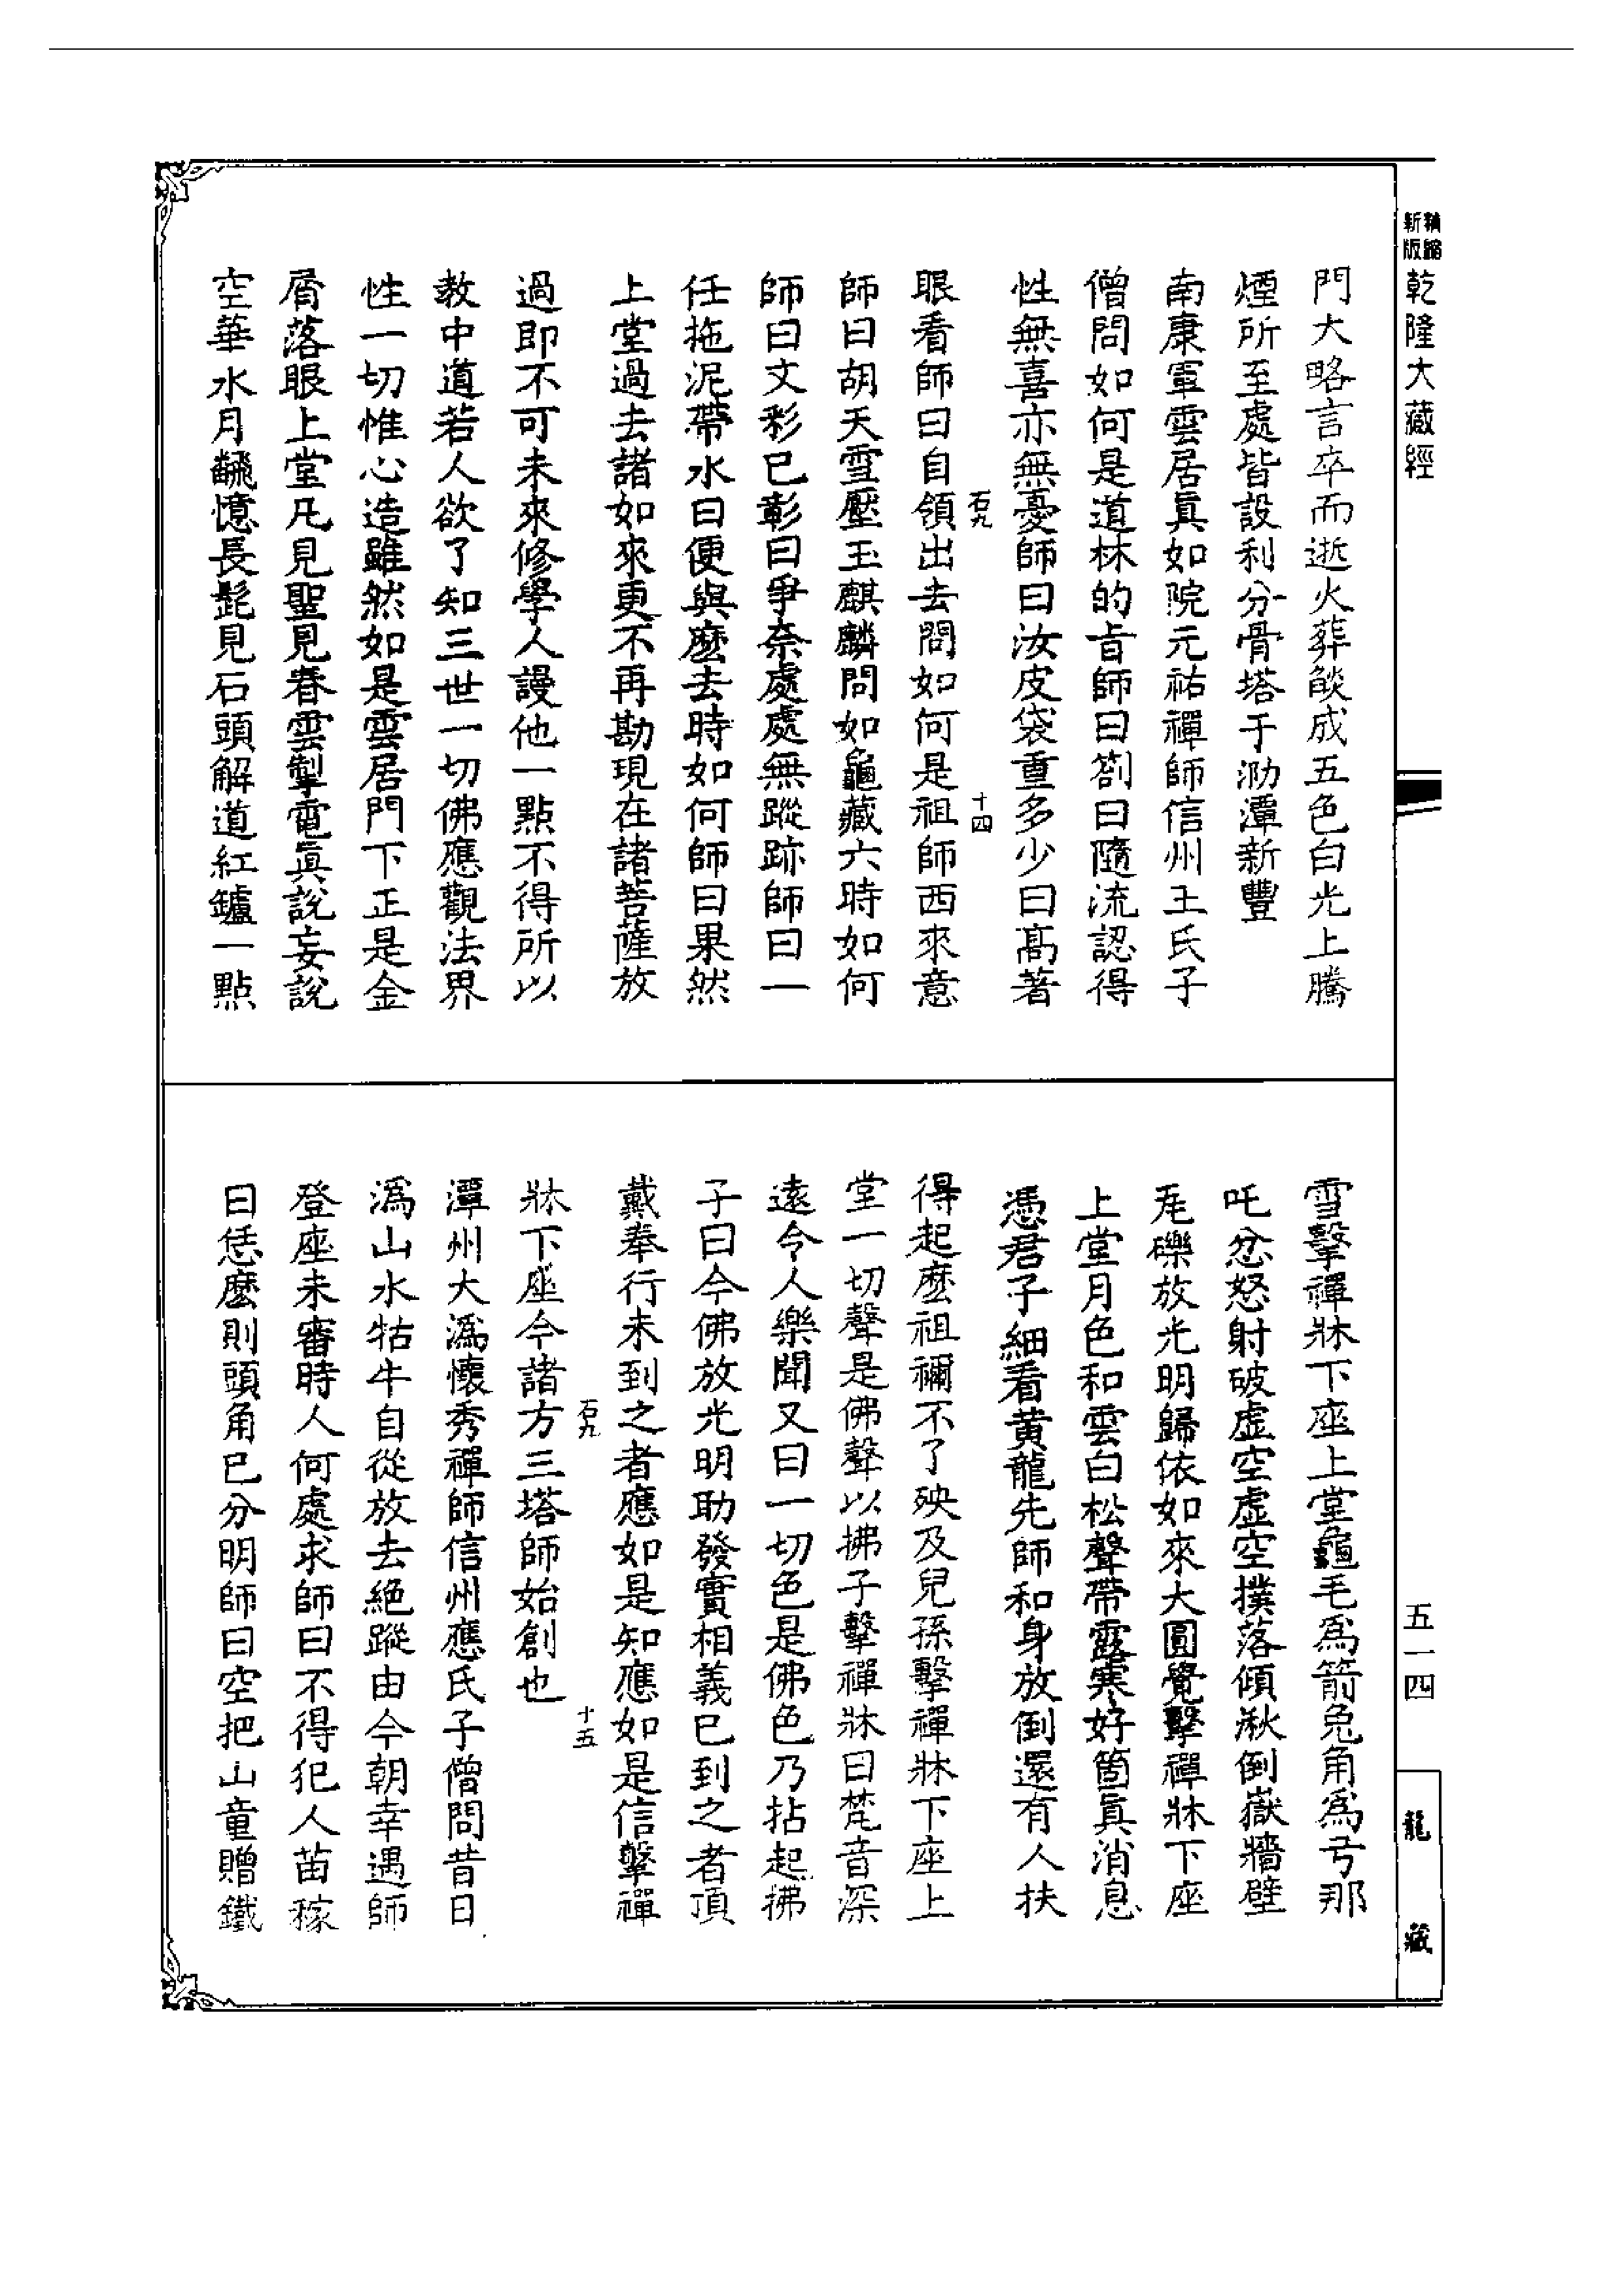 精縮新版
乾隆大藏經
門大略言卒而逝火葬燄成五色白光上騰
煙所至處皆設利分骨塔于泐潭新豐
南康軍雲居眞如院元祐禪師信州王氏子
僧問如何是道林的旨師曰劄曰隨流認得
性無喜亦無憂師曰汝皮袋重多少曰高著
石九
十四
眼看師曰自領出去問如何是祖師西來意
師曰胡天雪壓玉麒麟問如龜藏六時如何
師曰文彩已彰曰爭奈處處無蹤跡師曰一
任拖泥帶水曰便與麼去時如何師曰果然
上堂過去諸如來更不再勘現在諸菩薩放
過即不可未來修學人謾他一點不得所以
教中道若人欲了知三世一切佛應觀法界
性一切惟心造雖然如是雲居門下正是金
屑落眼上堂凡見聖見春雲掣電眞說妄說
空華水月飜憶長髭見石頭解道紅鑪一點
雪擊禪牀下座上堂龜毛爲箭兔角爲弓那
吒忿怒射破虛空虛空撲落傾湫倒嶽牆壁
瓦礫放光明歸依如來大圓覺擊禪牀下座
上堂月色和雲白松聲帶露寒好箇眞消息
憑君子細看黃龍先師和身放倒還有人扶
得起麼祖禰不了殃及兒孫擊禪牀下座上
堂一切聲是佛聲以拂子擊禪牀曰梵音深
遠令人樂聞又曰一切色是佛色乃拈起拂
子曰今佛放光明助發實相義已到之者頂
戴奉行未到之者應如是知應如是信擊禪
石九
十五
牀下座今諸方三塔師始創也
潭州大溈懷秀禪師信州應氏子僧問昔日
溈山水牯牛自從放去絕蹤由今朝幸遇師
登座未審時人何處求師曰不得犯人苗稼
曰恁麼則頭角已分明師曰空把山童贈鐵
五一四
龍藏